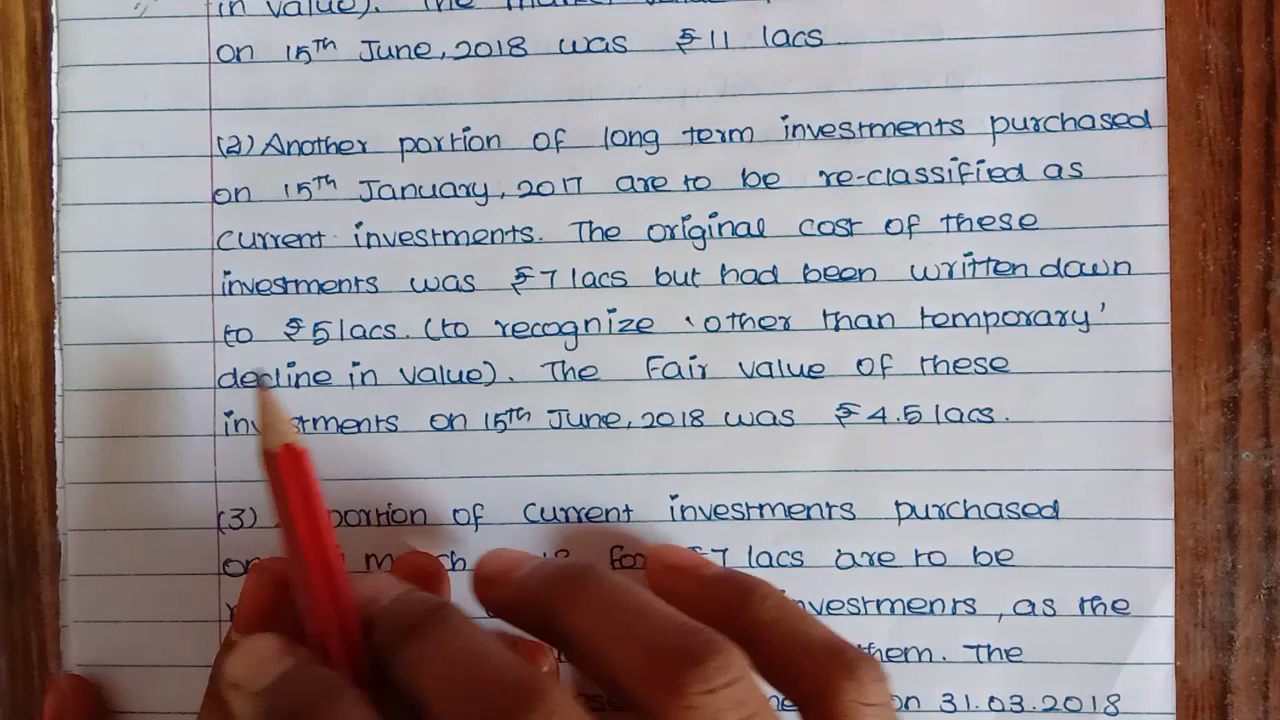 in value). The
on 15th June, 2018 was ₹11 lacs
(2) Another portion of long term investments purchased
on 15th January, 2017 are to be re-classified as
current investments. The original cost of these
investments was ₹7 lacs but had been written down
to ₹5 lacs. (to recognize 'other than temporary'
decline in value). The Fair value of these
investments on 15th June, 2018 was ₹4.5 lacs.
(3) portion of current investments purchased
for ₹7 lacs are to be
investments, as the
them. The
on 31.03.2018